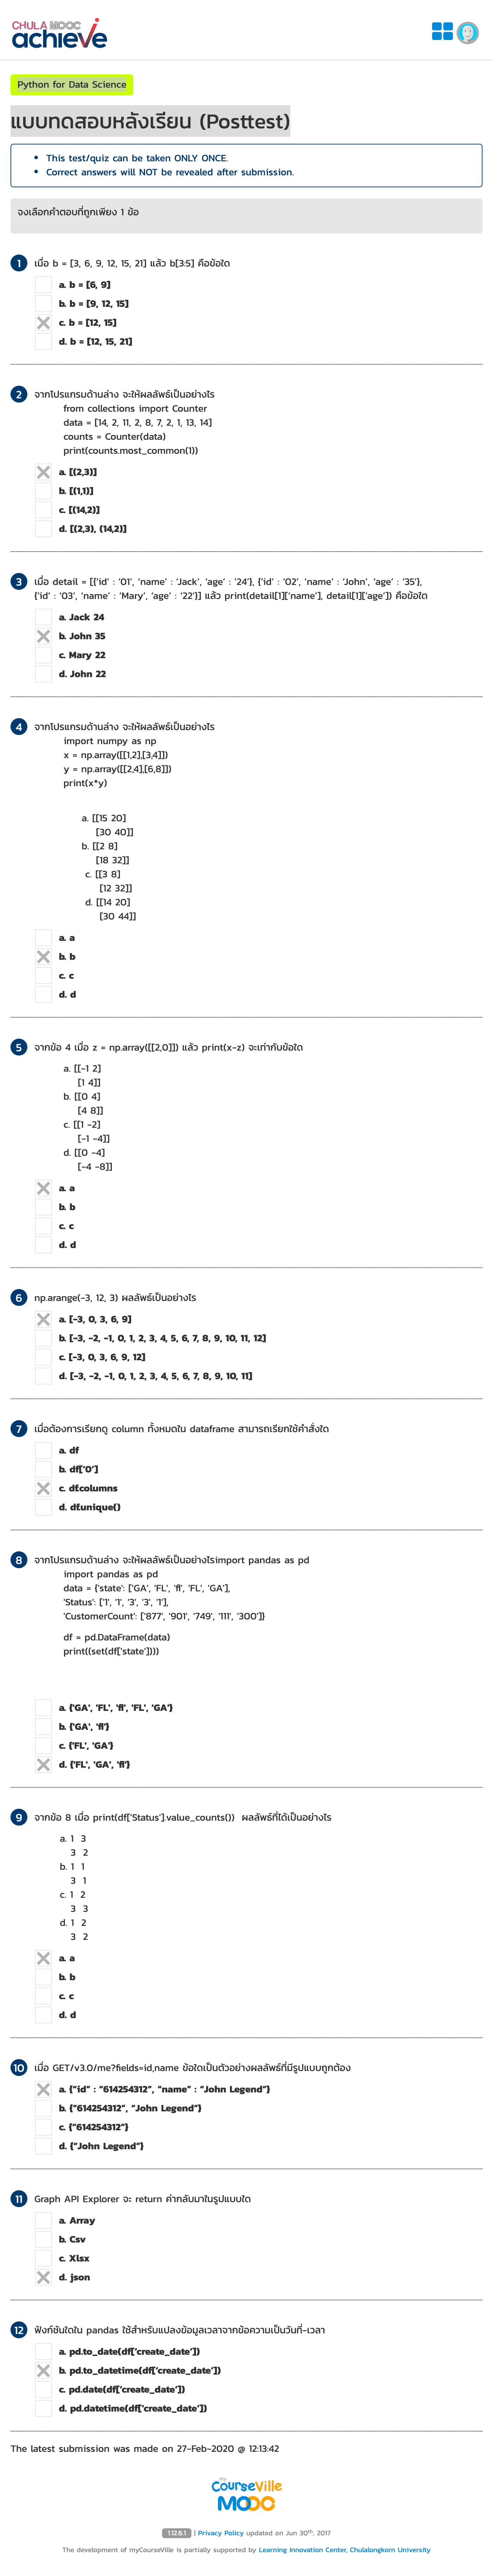 CHULA MOOC
achieve
Python for Data Science
แบบทดสอบหลังเรียน (Posttest)
• This test/quiz can be taken ONLY ONCE.
• Correct answers will NOT be revealed after submission.
จงเลือกคำตอบที่ถูกเพียง 1 ข้อ
1 เมื่อ b = [3, 6, 9, 12, 15, 21] แล้ว b[3:5] คือข้อใด
a. b = [6, 9]
b. b = [9, 12, 15]
c. b = [12, 15]
d. b = [12, 15, 21]
2 จากโปรแกรมด้านล่าง จะให้ผลลัพธ์เป็นอย่างไร
from collections import Counter
data = [14, 2, 11, 2, 8, 7, 2, 1, 13, 14]
counts = Counter(data)
print(counts.most_common(1))
a. [(2,3)]
b. [(1,1)]
c. [(14,2)]
d. [(2,3), (14,2)]
3 เมื่อ detail = [{'id' : '01', 'name' : 'Jack', 'age' : '24'}, {'id' : '02', 'name' : 'John', 'age' : '35'},
{'id' : '03', 'name' : 'Mary', 'age' : '22'}] แล้ว print(detail[1]['name'], detail[1]['age']) คือข้อใด
a. Jack 24
b. John 35
c. Mary 22
d. John 22
4 จากโปรแกรมด้านล่าง จะให้ผลลัพธ์เป็นอย่างไร
import numpy as np
x = np.array([[1,2],[3,4]])
y = np.array([[2,4],[6,8]])
print(x*y)
a. [[15 20]
[30 40]]
b. [[2 8]
[18 32]]
c. [[3 8]
[12 32]]
d. [[14 20]
[30 44]]
a. a
b. b
c. c
d. d
5 จากข้อ 4 เมื่อ z = np.array([[2,0]]) แล้ว print(x-z) จะเท่ากับข้อใด
a. [[-1 2]
[1 4]]
b. [[0 4]
[4 8]]
c. [[1 -2]
[-1 -4]]
d. [[0 -4]
[-4 -8]]
a. a
b. b
c. c
d. d
6 np.arange(-3, 12, 3) ผลลัพธ์เป็นอย่างไร
a. [-3, 0, 3, 6, 9]
b. [-3, -2, -1, 0, 1, 2, 3, 4, 5, 6, 7, 8, 9, 10, 11, 12]
c. [-3, 0, 3, 6, 9, 12]
d. [-3, -2, -1, 0, 1, 2, 3, 4, 5, 6, 7, 8, 9, 10, 11]
7 เมื่อต้องการเรียกดู column ทั้งหมดใน dataframe สามารถเรียกใช้คำสั่งใด
a. df
b. df['0']
c. df.columns
d. df.unique()
8 จากโปรแกรมด้านล่าง จะให้ผลลัพธ์เป็นอย่างไรimport pandas as pd
import pandas as pd
data = {'state': ['GA', 'FL', 'fl', 'FL', 'GA'],
'Status': ['1', '1', '3', '3', '1'],
'CustomerCount': ['877', '901', '749', '111', '300']}
df = pd.DataFrame(data)
print((set(df['state'])))
a. {'GA', 'FL', 'fl', 'FL', 'GA'}
b. {'GA', 'fl'}
c. {'FL', 'GA'}
d. {'FL', 'GA', 'fl'}
9 จากข้อ 8 เมื่อ print(df['Status'].value_counts()) ผลลัพธ์ที่ได้เป็นอย่างไร
a. 1 3
3 2
b. 1 1
3 1
c. 1 2
3 3
d. 1 2
3 2
a. a
b. b
c. c
d. d
10 เมื่อ GET/v3.0/me?fields=id,name ข้อใดเป็นตัวอย่างผลลัพธ์ที่มีรูปแบบถูกต้อง
a. {"id" : "614254312", "name" : "John Legend"}
b. {"614254312", "John Legend"}
c. {"614254312"}
d. {"John Legend"}
11 Graph API Explorer จะ return ค่ากลับมาในรูปแบบใด
a. Array
b. Csv
c. Xlsx
d. json
12 ฟังก์ชันใดใน pandas ใช้สำหรับแปลงข้อมูลเวลาจากข้อความเป็นวันที่-เวลา
a. pd.to_date(df['create_date'])
b. pd.to_datetime(df['create_date'])
c. pd.date(df['create_date'])
d. pd.datetime(df['create_date'])
The latest submission was made on 27-Feb-2020 @ 12:13:42
my
CourseVille
MOOC
1.12.6.1 | Privacy Policy updated on Jun 30th, 2017
The development of myCourseVille is partially supported by Learning Innovation Center, Chulalongkorn University